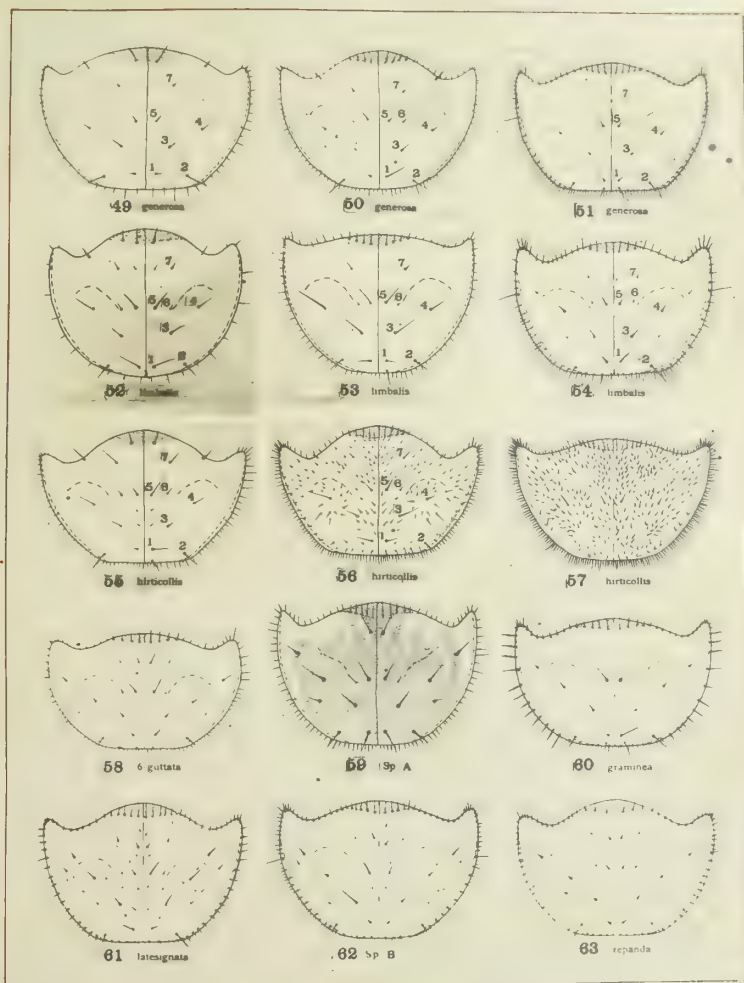 7
5
4
3
1 2
49 generosa
7
5 6
4
3
1 2
50 generosa
7
5
4
3
1 2
51 generosa
7
5/6
3
1
52 limbalis
7
5/6
4
3
1 2
53 limbalis
7
5 6
4
3
1 2
54 limbalis
7
5/6
4
3
1 2
55 hirticollis
7
5/6
4
3
1 2
56 hirticollis
57 hirticollis
58 6 guttata
59 Sp A
60 graminea
61 latesignata
62 Sp B
63 repanda